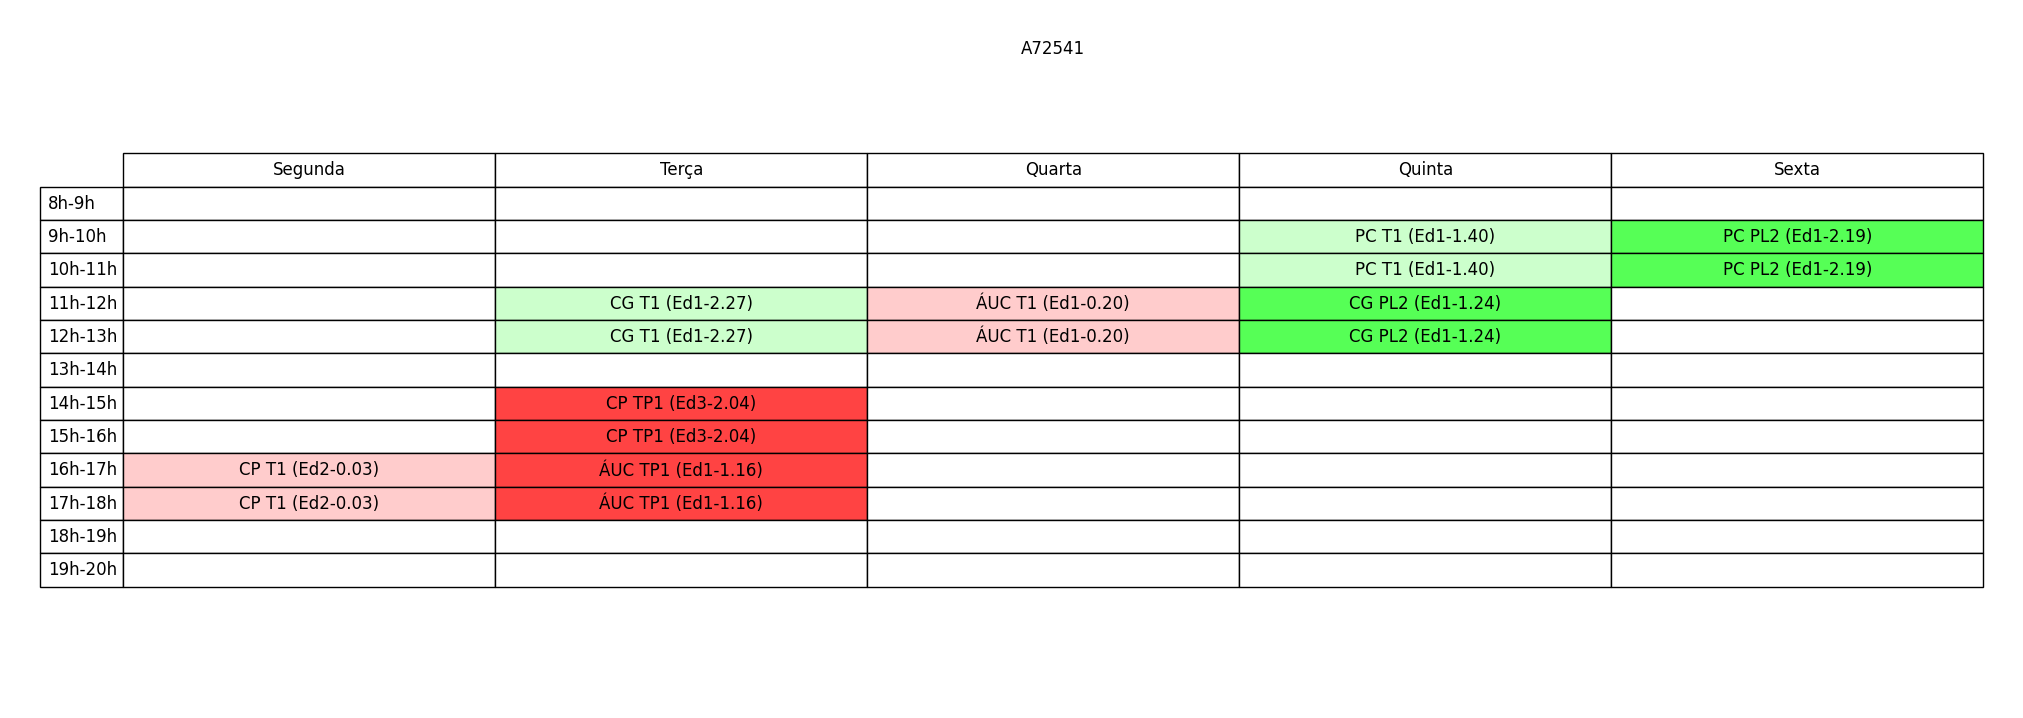 A72541
Segunda Terça Quarta Quinta Sexta
8h-9h
9h-10h PC T1 (Ed1-1.40) PC PL2 (Ed1-2.19)
10h-11h PC T1 (Ed1-1.40) PC PL2 (Ed1-2.19)
11h-12h CG T1 (Ed1-2.27) ÁUC T1 (Ed1-0.20) CG PL2 (Ed1-1.24)
12h-13h CG T1 (Ed1-2.27) ÁUC T1 (Ed1-0.20) CG PL2 (Ed1-1.24)
13h-14h
14h-15h CP TP1 (Ed3-2.04)
15h-16h CP TP1 (Ed3-2.04)
16h-17h CP T1 (Ed2-0.03) ÁUC TP1 (Ed1-1.16)
17h-18h CP T1 (Ed2-0.03) ÁUC TP1 (Ed1-1.16)
18h-19h
19h-20h